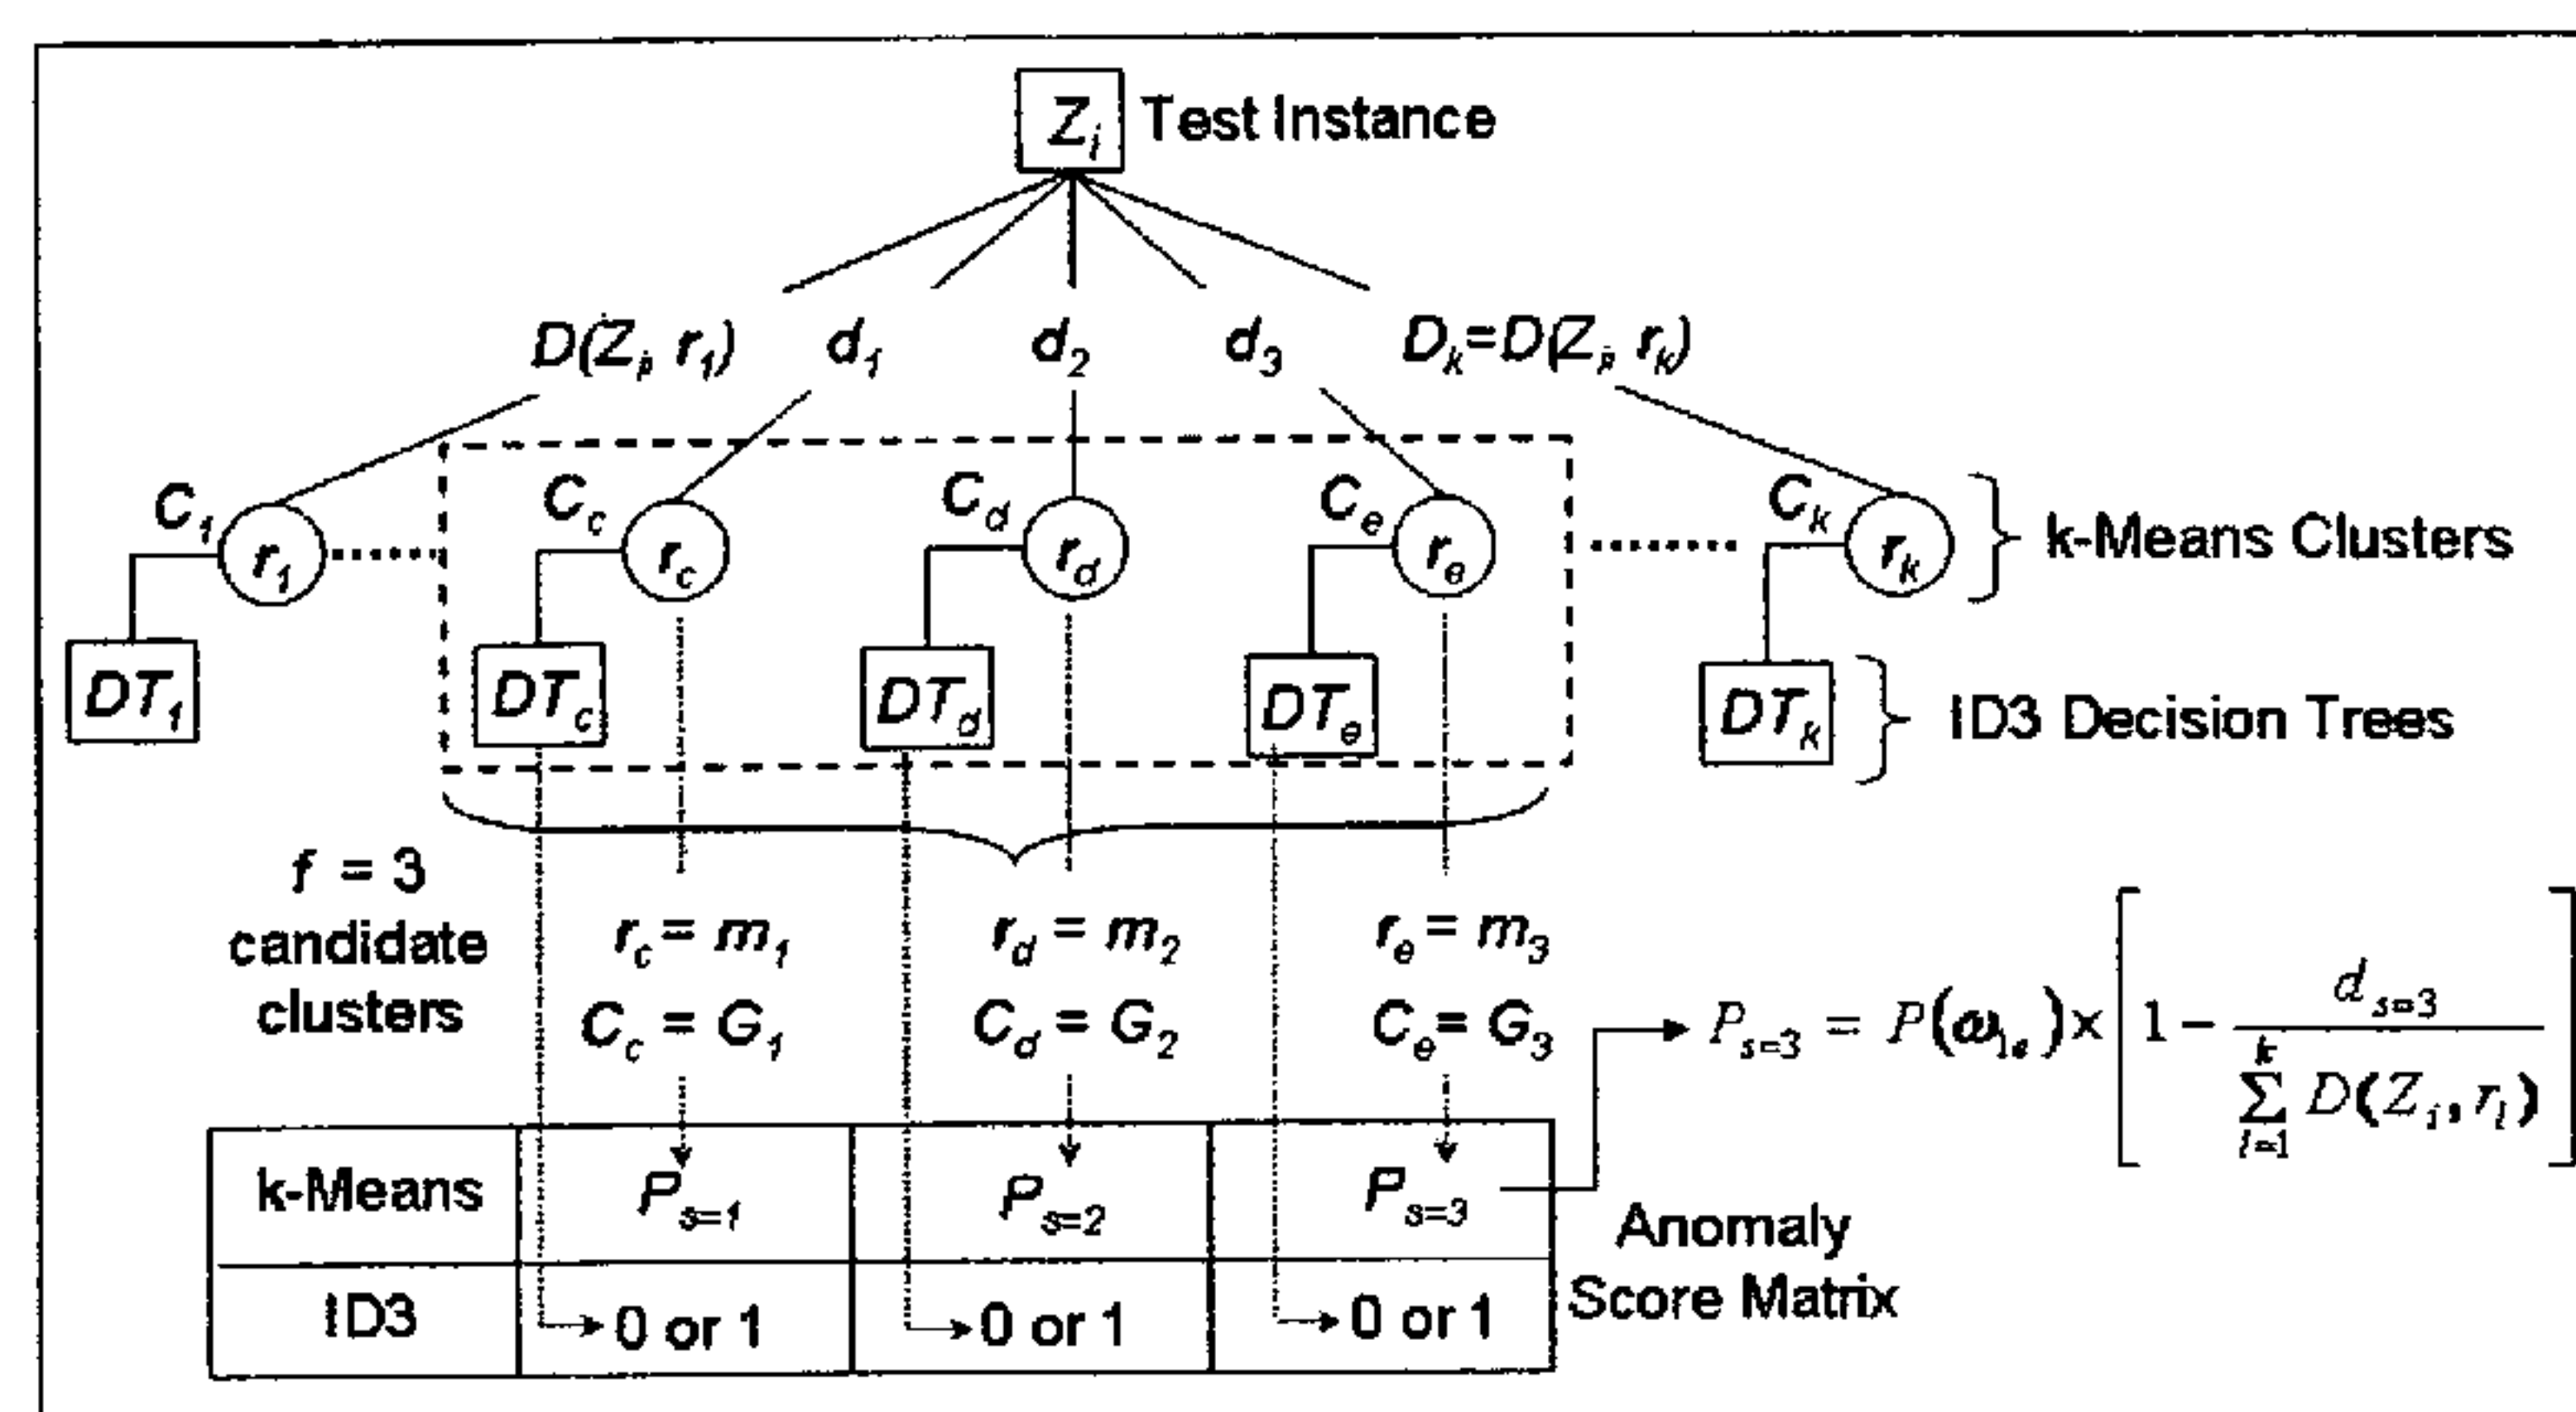 Z_i Test Instance
D(Z_i, r_1) d_1 d_2 d_3 D_k=D(Z_i, r_k)
C_1 C_c C_d C_e C_k
r_1 r_c r_d r_e r_k k-Means Clusters
DT_1 DT_c DT_d DT_e DT_k ID3 Decision Trees
f = 3
candidate
clusters
r_c = m_1 r_d = m_2 r_e = m_3
C_c = G_1 C_d = G_2 C_e = G_3
P_{s=3} = P(ω_{1e}) × [1 − d_{s=3} / ∑_{l=1}^{k} D(Z_i, r_l)]
k-Means P_{s=1} P_{s=2} P_{s=3}
ID3 0 or 1 0 or 1 0 or 1
Anomaly
Score Matrix